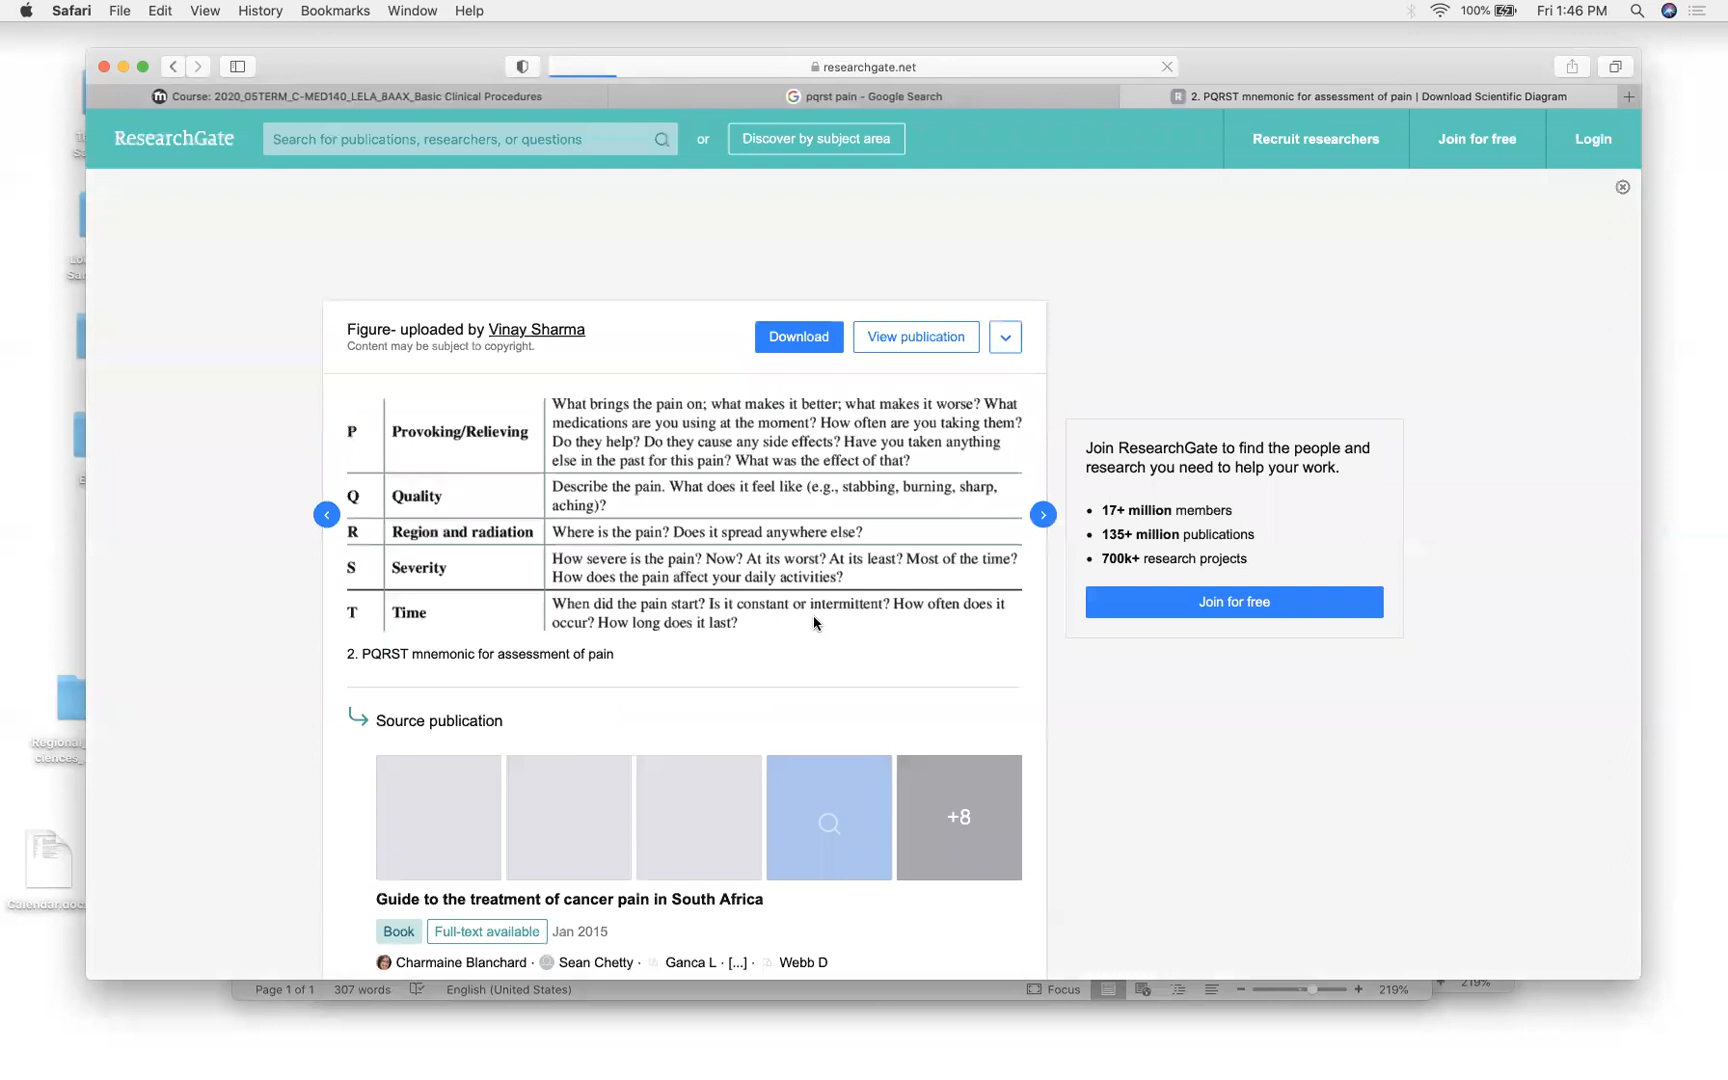 Safari File Edit View History Bookmarks Window Help 100% Fri 1:46 PM
researchgate.net
Course: 2020_05TERM_C-MED140_LELA_8AAX_Basic Clinical Procedures
pqrst pain - Google Search
R 2. PQRST mnemonic for assessment of pain | Download Scientific Diagram
ResearchGate
Search for publications, researchers, or questions
or
Discover by subject area
Recruit researchers
Join for free
Login
Figure- uploaded by Vinay Sharma
Content may be subject to copyright.
Download
View publication
P Provoking/Relieving
What brings the pain on; what makes it better; what makes it worse? What
medications are you using at the moment? How often are you taking them?
Do they help? Do they cause any side effects? Have you taken anything
else in the past for this pain? What was the effect of that?
Q Quality
Describe the pain. What does it feel like (e.g., stabbing, burning, sharp,
aching)?
R Region and radiation Where is the pain? Does it spread anywhere else?
S Severity
How severe is the pain? Now? At its worst? At its least? Most of the time?
How does the pain affect your daily activities?
T Time
When did the pain start? Is it constant or intermittent? How often does it
occur? How long does it last?
2. PQRST mnemonic for assessment of pain
Join ResearchGate to find the people and
research you need to help your work.
17+ million members
135+ million publications
700k+ research projects
Join for free
Source publication
+8
Guide to the treatment of cancer pain in South Africa
Book Full-text available Jan 2015
Charmaine Blanchard · Sean Chetty · Ganca L · [...] · Webb D
Regional_
ciences_
Calendar.doc
Page 1 of 1 307 words English (United States) Focus 219%
219%